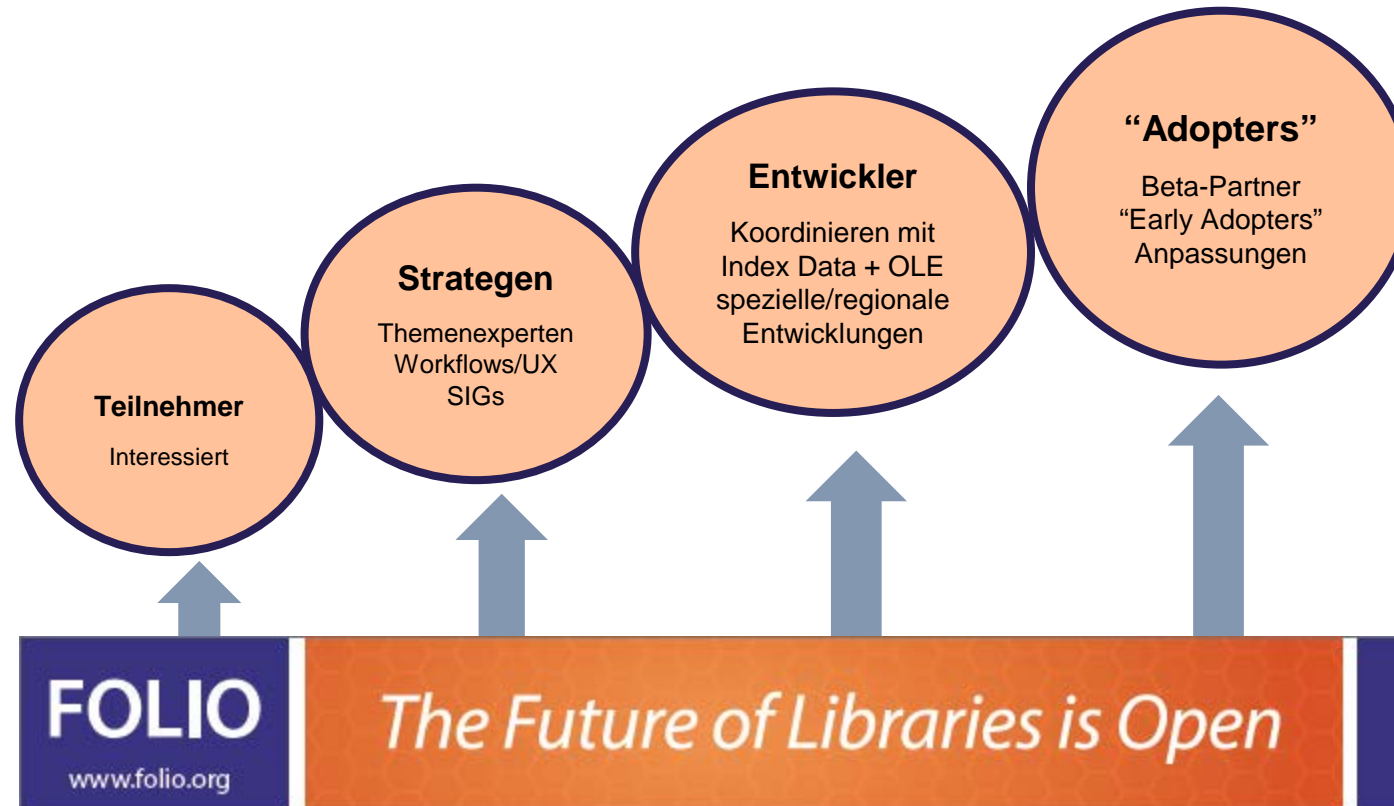 Teilnehmer
Interessiert
Strategen
Themenexperten
Workflows/UX
SIGs
Entwickler
Koordinieren mit
Index Data + OLE
spezielle/regionale
Entwicklungen
“Adopters”
Beta-Partner
“Early Adopters”
Anpassungen
FOLIO
www.folio.org
The Future of Libraries is Open